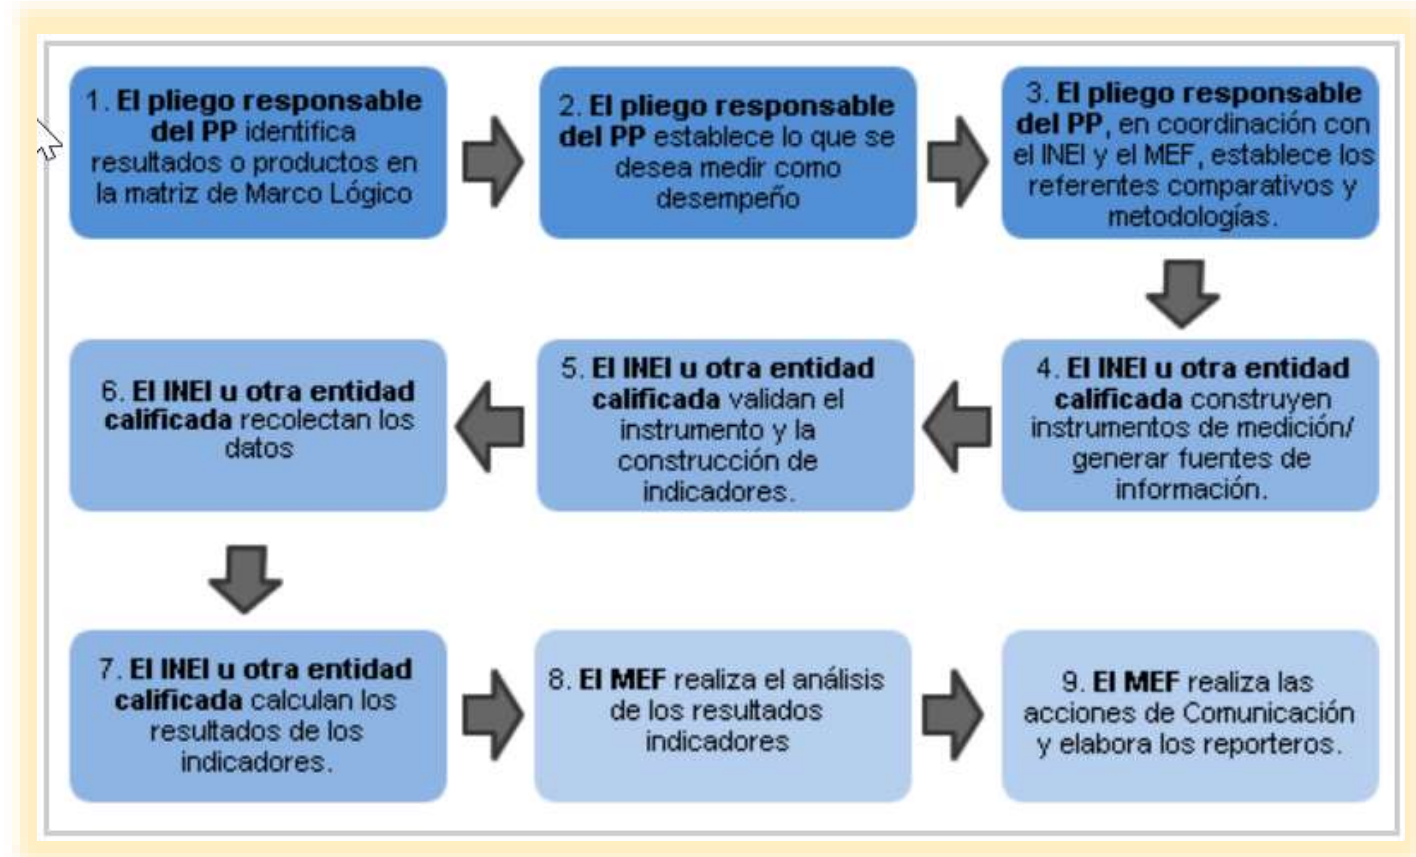 1. El pliego responsable
del PP identifica
resultados o productos en
la matriz de Marco Lógico
2. El pliego responsable
del PP establece lo que se
desea medir como
desempeño
3. El pliego responsable
del PP, en coordinación con
el INEI y el MEF, establece los
referentes comparativos y
metodologías.
4. El INEI u otra entidad
calificada construyen
instrumentos de medición/
generar fuentes de
información.
5. El INEI u otra entidad
calificada validan el
instrumento y la
construcción de
indicadores.
6. El INEI u otra entidad
calificada recolectan los
datos
7. El INEI u otra entidad
calificada calculan los
resultados de los
indicadores.
8. El MEF realiza el análisis
de los resultados
indicadores
9. El MEF realiza las
acciones de Comunicación
y elabora los reporteros.